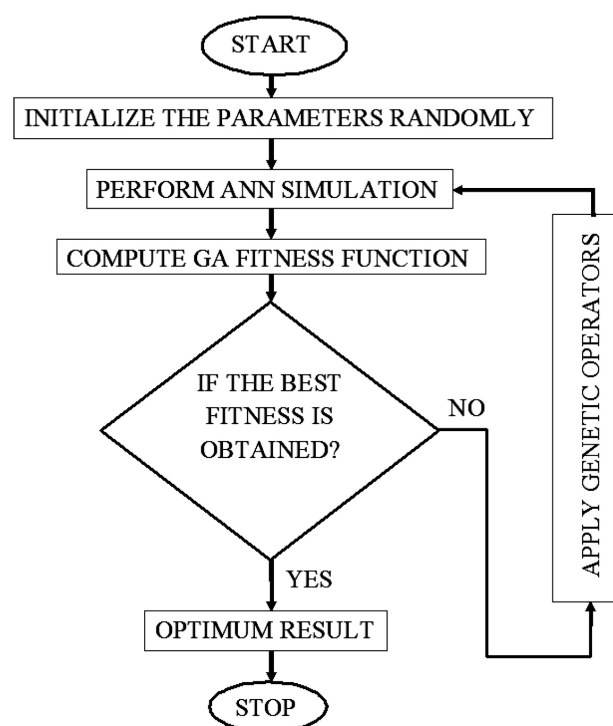 START
INITIALIZE THE PARAMETERS RANDOMLY
PERFORM ANN SIMULATION
COMPUTE GA FITNESS FUNCTION
IF THE BEST
FITNESS IS
OBTAINED?
NO
APPLY GENETIC OPERATORS
YES
OPTIMUM RESULT
STOP